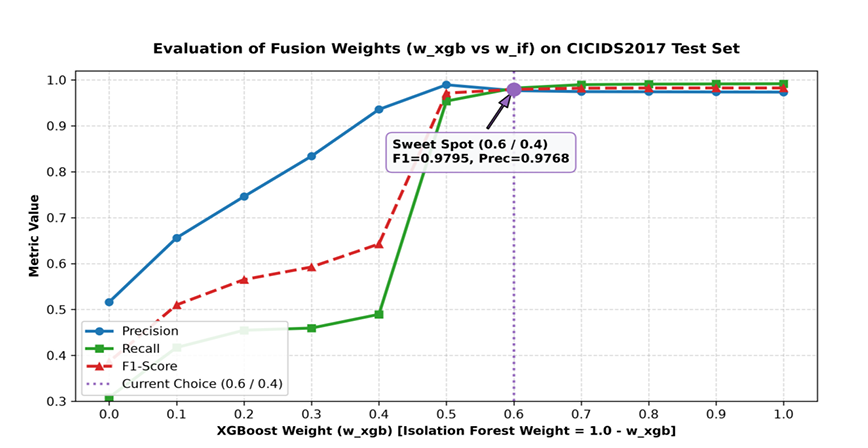 Evaluation of Fusion Weights (w_xgb vs w_if) on CICIDS2017 Test Set
Metric Value
1.0
0.9
0.8
0.7
0.6
0.5
0.4
0.3
Sweet Spot (0.6 / 0.4)
F1=0.9795, Prec=0.9768
Precision
Recall
F1-Score
Current Choice (0.6 / 0.4)
0.0 0.1 0.2 0.3 0.4 0.5 0.6 0.7 0.8 0.9 1.0
XGBoost Weight (w_xgb) [Isolation Forest Weight = 1.0 - w_xgb]